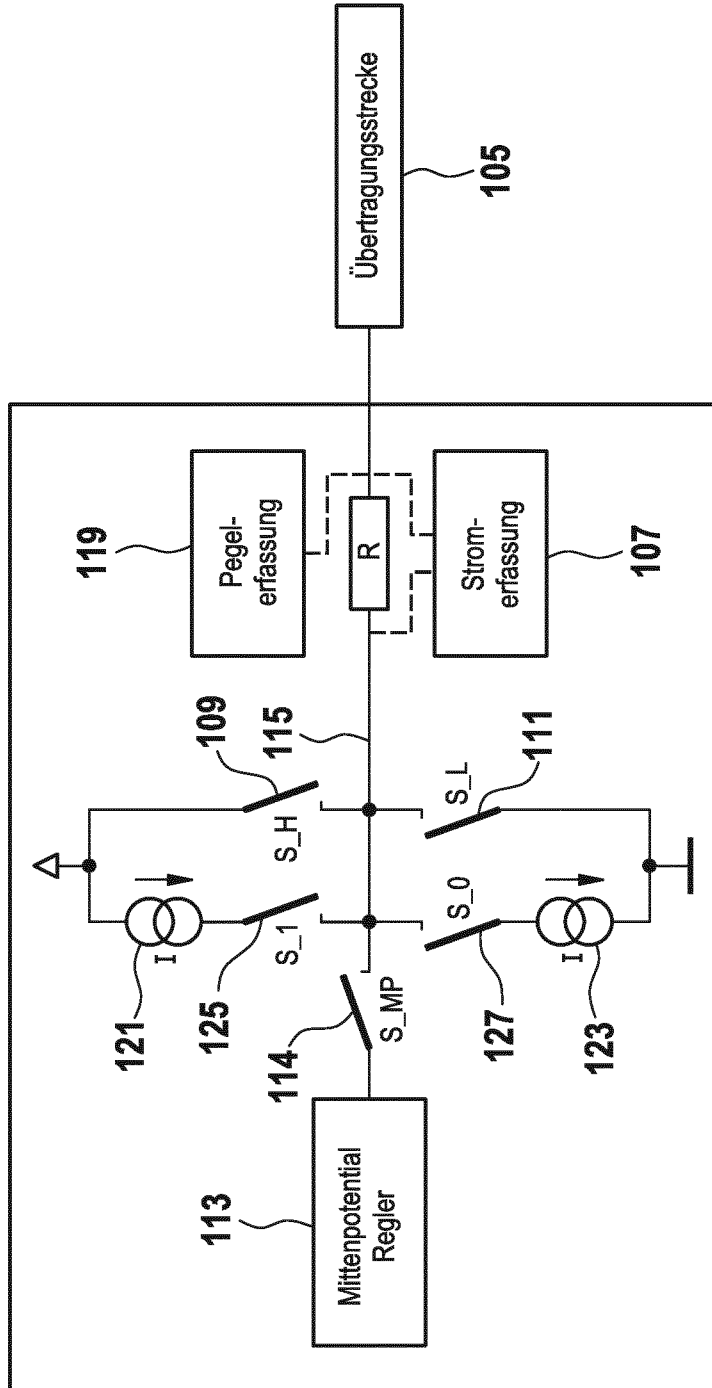 121
I
125
S_1
109
S_H
119
Pegel-
erfassung
113
Mittenpotential
Regler
114
S_MP
115
R
Übertragungsstrecke
105
127
S_0
S_L
111
123
I
Strom-
erfassung
107